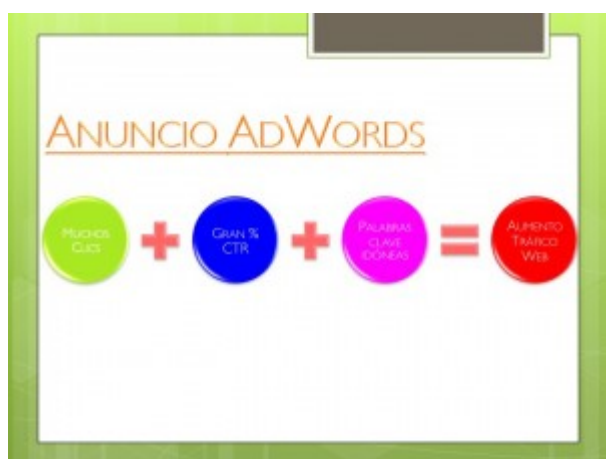 ANUNCIO ADWORDS
MUCHOS
CLICS
+
GRAN %
CTR
+
PALABRAS
CLAVE
IDÓNEAS
=
AUMENTO
TRÁFICO
WEB